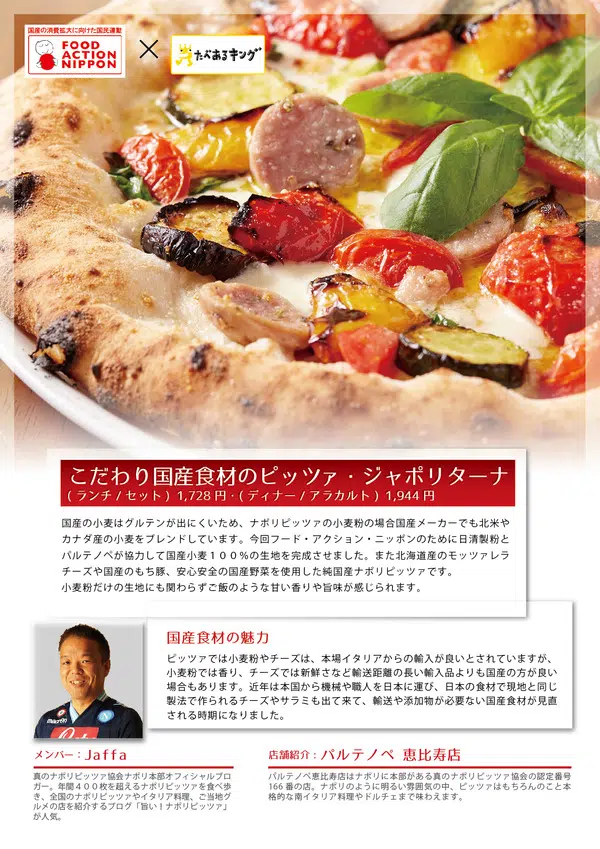 国産の消費拡大に向けた国民運動
FOOD
ACTION
NIPPON
×
たべあるキング
こだわり国産食材のピッツァ・ジャポリターナ
(ランチ/セット) 1,728円・(ディナー/アラカルト) 1,944円
国産の小麦はグルテンが出にくいため、ナポリピッツァの小麦粉の場合国産メーカーでも北米や
カナダ産の小麦をブレンドしています。今回フード・アクション・ニッポンのために日清製粉と
パルテノペが協力して国産小麦100%の生地を完成させました。また北海道産のモッツァレラ
チーズや国産のもち豚、安心安全の国産野菜を使用した純国産ナポリピッツァです。
小麦粉だけの生地にも関わらずご飯のような甘い香りや旨味が感じられます。
国産食材の魅力
ピッツァでは小麦粉やチーズは、本場イタリアからの輸入が良いとされていますが、
小麦粉では香り、チーズでは新鮮さなど輸送距離の長い輸入品よりも国産の方が良い
場合もあります。近年は本国から機械や職人を日本に運び、日本の食材で現地と同じ
製法で作られるチーズやサラミも出て来て、輸送や添加物が必要ない国産食材が見直
される時期になりました。
メンバー:Jaffa
真のナポリピッツァ協会ナポリ本部オフィシャルブロ
ガー。年間400枚を超えるナポリピッツァを食べ歩
き、全国のナポリピッツァやイタリア料理、ご当地グ
ルメの店を紹介するブログ「旨い!ナポリピッツァ」
が人気。
店舗紹介:パルテノペ 恵比寿店
パルテノペ恵比寿店はナポリに本部がある真のナポリピッツァ協会の認定番号
166番の店。ナポリのように明るい雰囲気の中、ピッツァはもちろんのこと本格
的な南イタリア料理やドルチェまで味わえます。